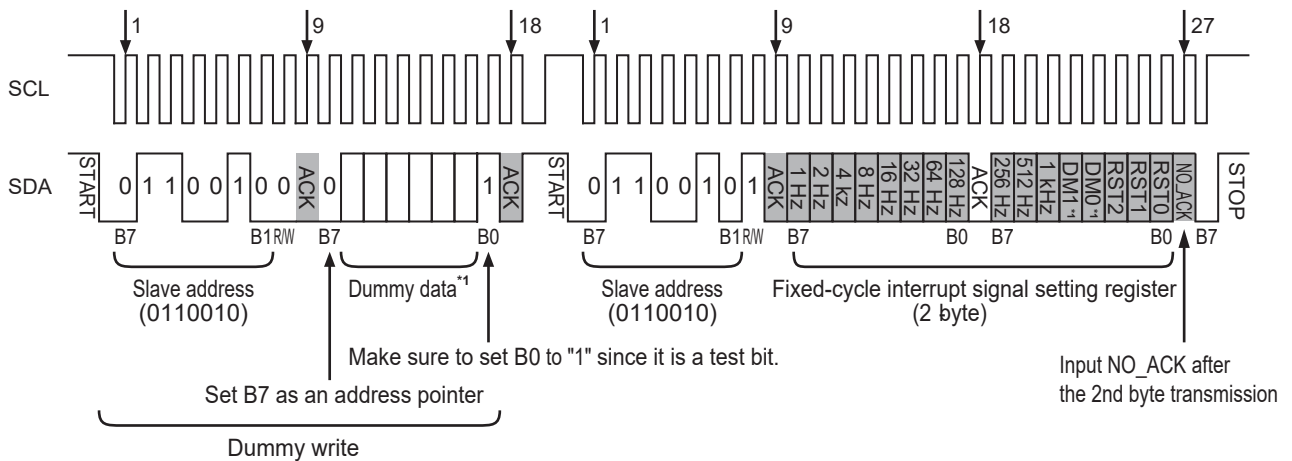 1 9 18 1 9 18 27
SCL
SDA START 0 1 1 0 0 1 0 0 ACK 0 1 ACK START 0 1 1 0 0 1 0 1 ACK 1 Hz 2 Hz 4 kz 8 Hz 16 Hz 32 Hz 64 Hz 128 Hz ACK 256 Hz 512 Hz 1 kHz DM1*1 DM0*1 RST2 RST1 RST0 NO_ACK STOP
B7 B1 R/W B7 B0 B7 B1 R/W B7 B0 B7 B0 B7
Slave address Dummy data*1 Slave address Fixed-cycle interrupt signal setting register
(0110010) (0110010) (2 byte)
Make sure to set B0 to "1" since it is a test bit.
Input NO_ACK after
Set B7 as an address pointer
the 2nd byte transmission
Dummy write